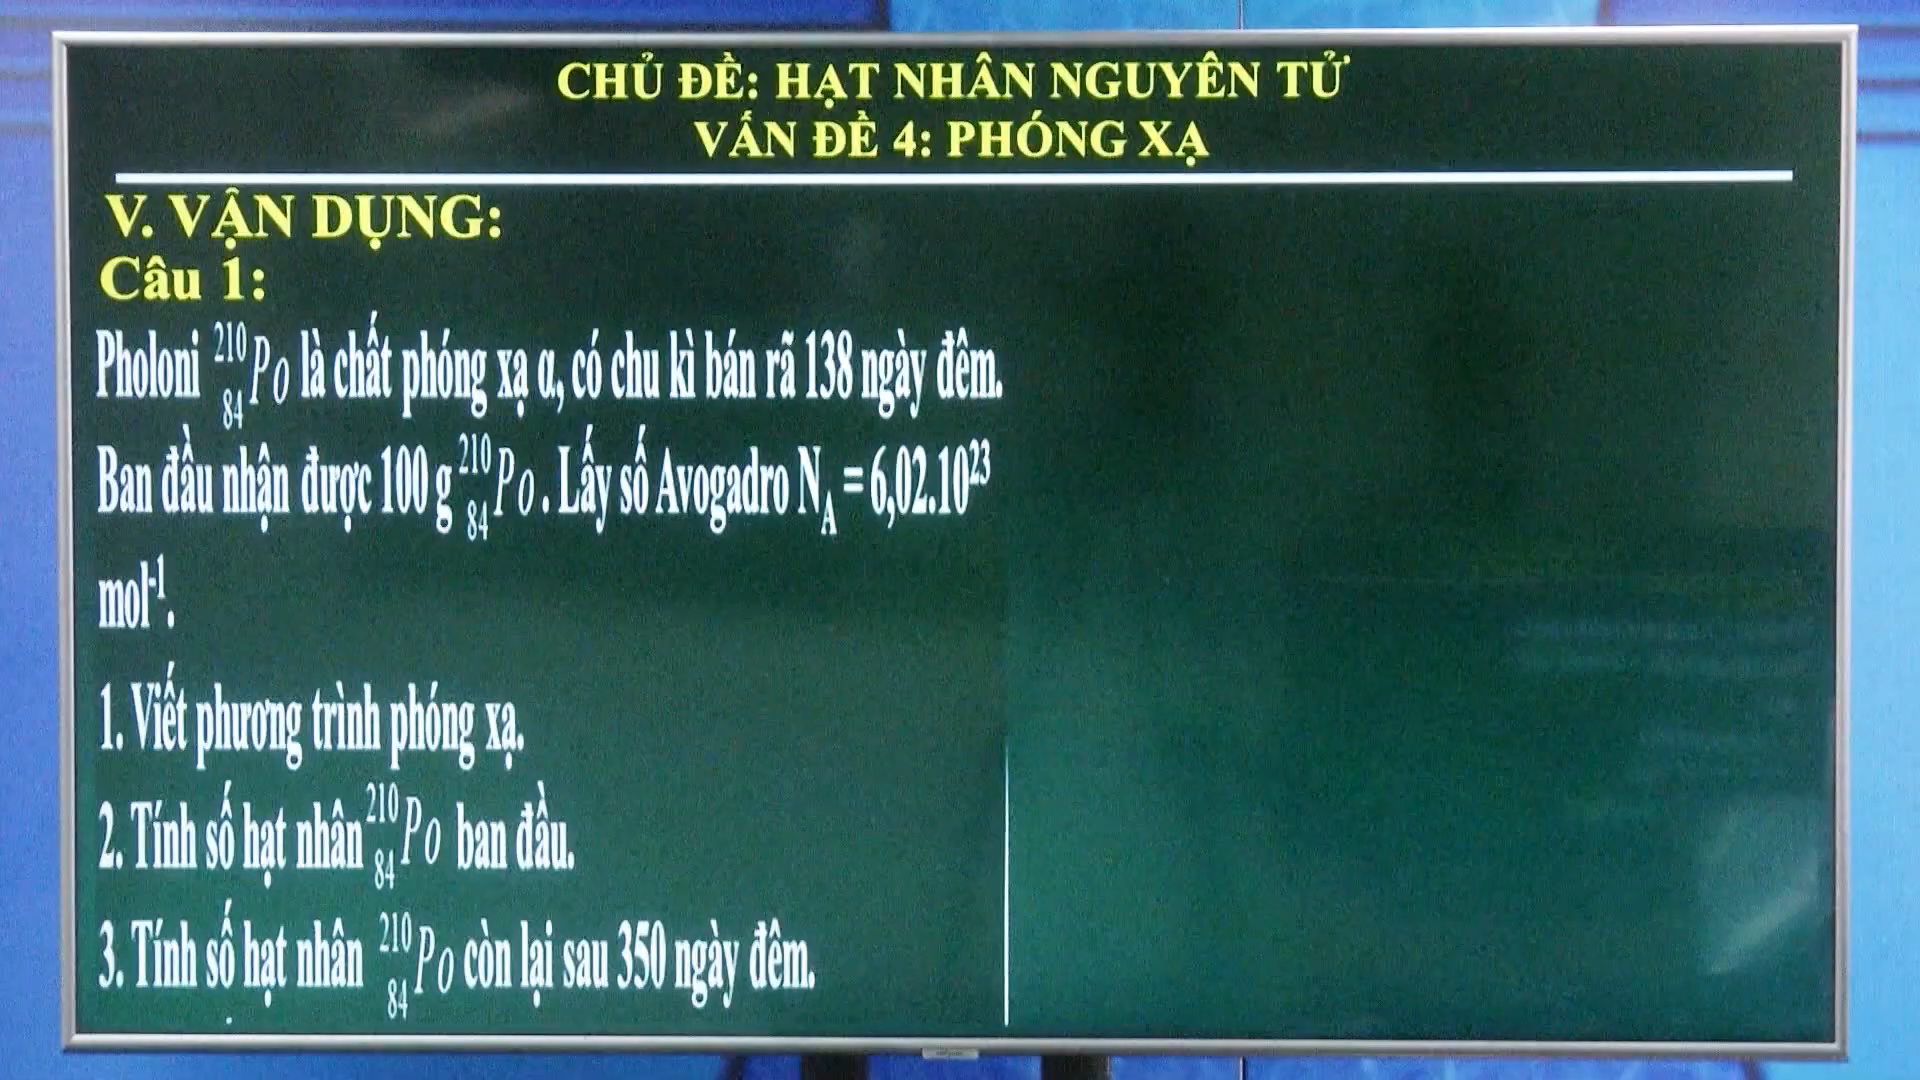 CHỦ ĐỀ: HẠT NHÂN NGUYÊN TỬ
VẤN ĐỀ 4: PHÓNG XẠ
V. VẬN DỤNG:
Câu 1:
Pholoni ²¹⁰₈₄Po là chất phóng xạ α, có chu kì bán rã 138 ngày đêm.
Ban đầu nhận được 100 g ²¹⁰₈₄Po. Lấy số Avogadro N_A = 6,02.10²³
mol⁻¹.
1. Viết phương trình phóng xạ.
2. Tính số hạt nhân ²¹⁰₈₄Po ban đầu.
3. Tính số hạt nhân ²¹⁰₈₄Po còn lại sau 350 ngày đêm.